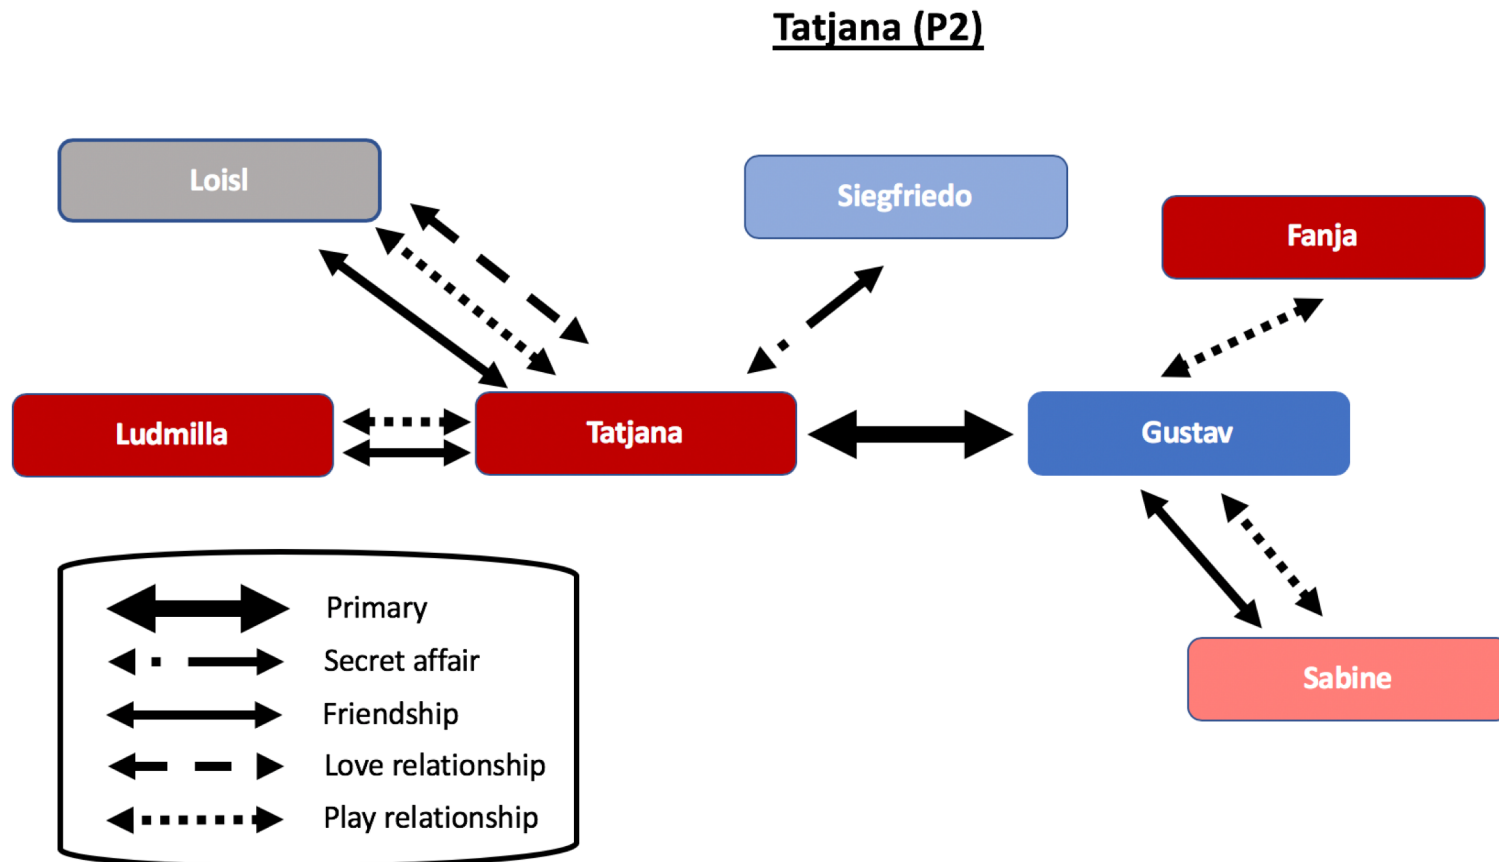 Tatjana (P2)
Loisl
Siegfriedo
Fanja
Ludmilla
Tatjana
Gustav
Sabine
Primary
Secret affair
Friendship
Love relationship
Play relationship